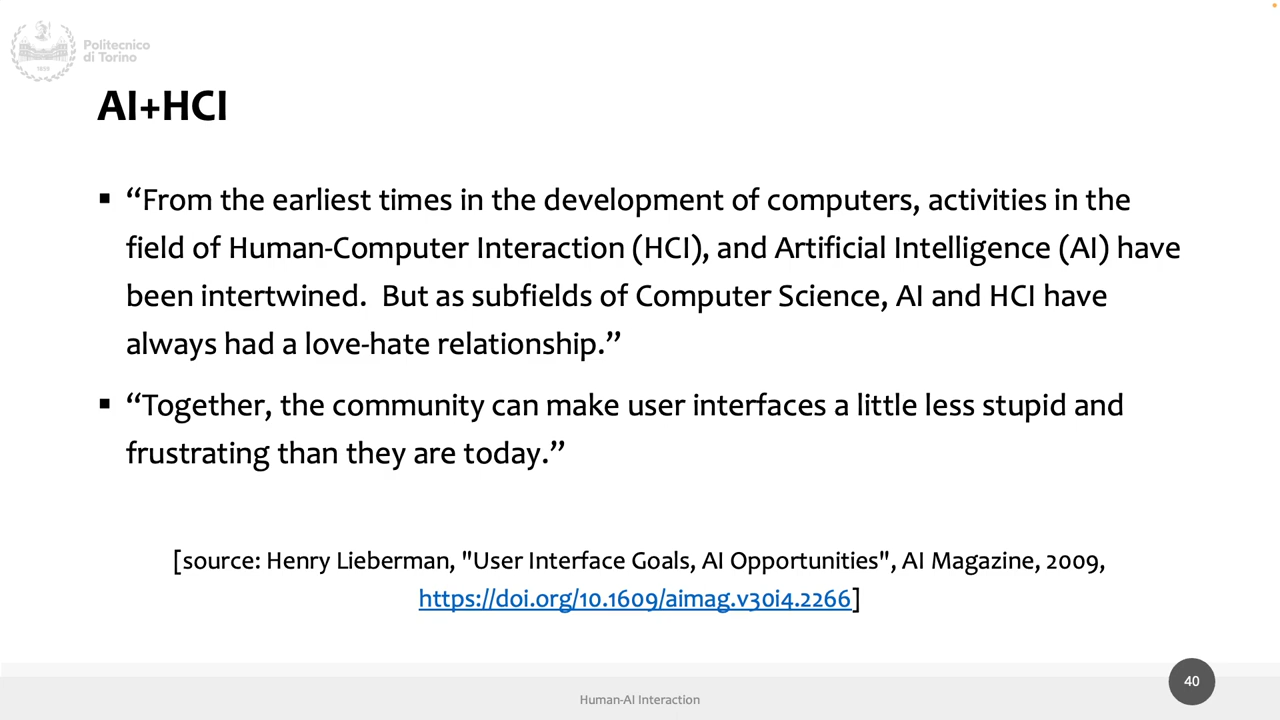 Politecnico
di Torino
1859
AI+HCI
▪ “From the earliest times in the development of computers, activities in the
field of Human-Computer Interaction (HCI), and Artificial Intelligence (AI) have
been intertwined.  But as subfields of Computer Science, AI and HCI have
always had a love-hate relationship.”
▪ “Together, the community can make user interfaces a little less stupid and
frustrating than they are today.”
[source: Henry Lieberman, "User Interface Goals, AI Opportunities", AI Magazine, 2009,
https://doi.org/10.1609/aimag.v30i4.2266]
Human-AI Interaction
40